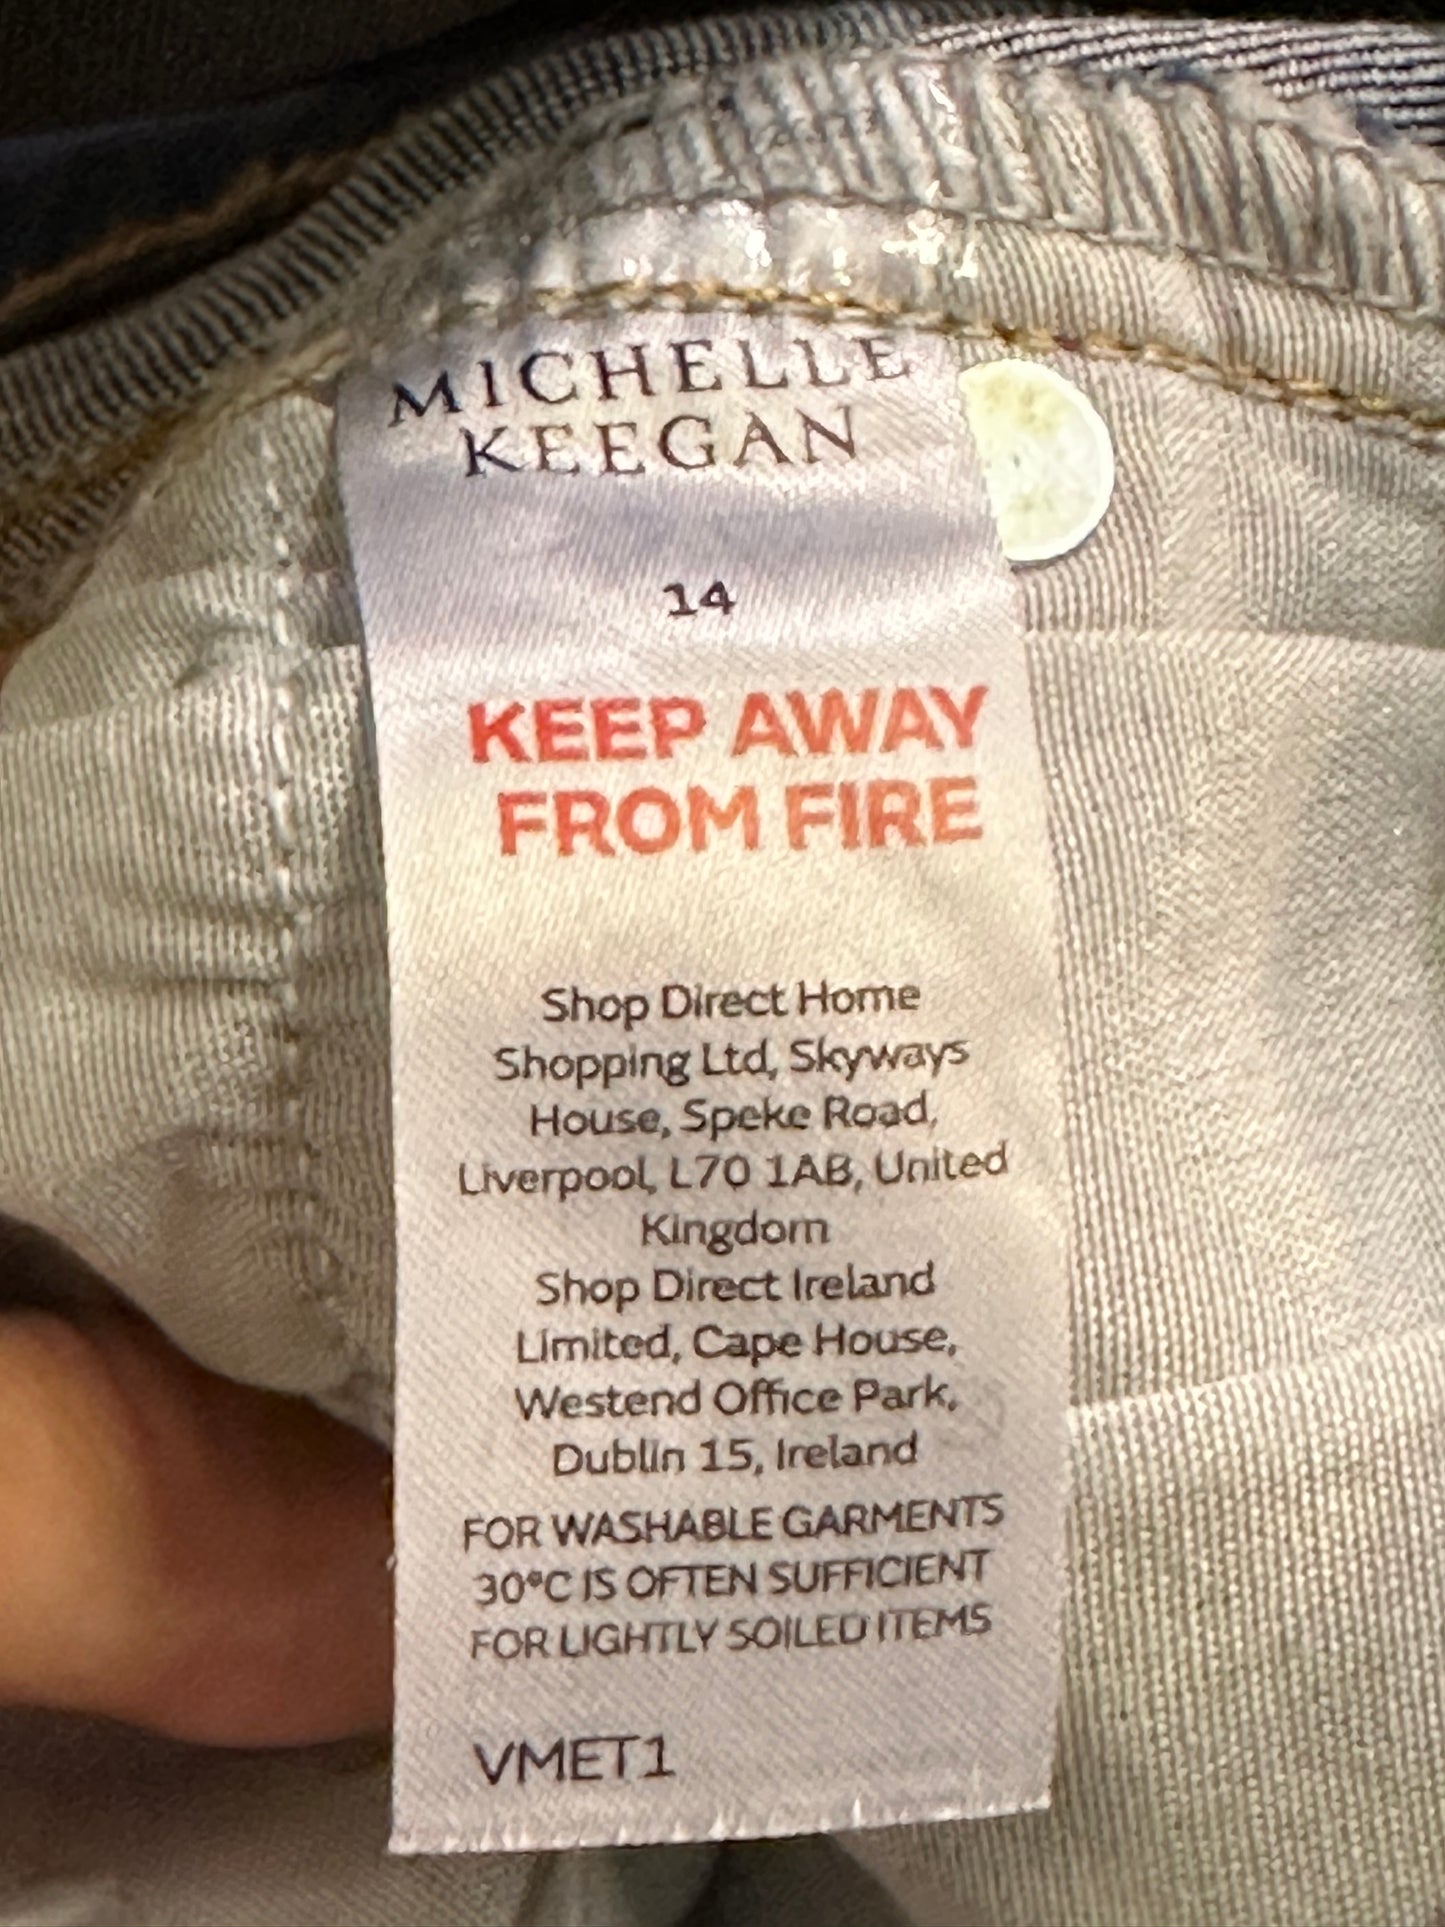 MICHELLE
KEEGAN
14
KEEP AWAY
FROM FIRE
Shop Direct Home
Shopping Ltd, Skyways
House, Speke Road,
Liverpool, L70 1AB, United
Kingdom
Shop Direct Ireland
Limited, Cape House,
Westend Office Park,
Dublin 15, Ireland
FOR WASHABLE GARMENTS
30°C IS OFTEN SUFFICIENT
FOR LIGHTLY SOILED ITEMS
VMET1